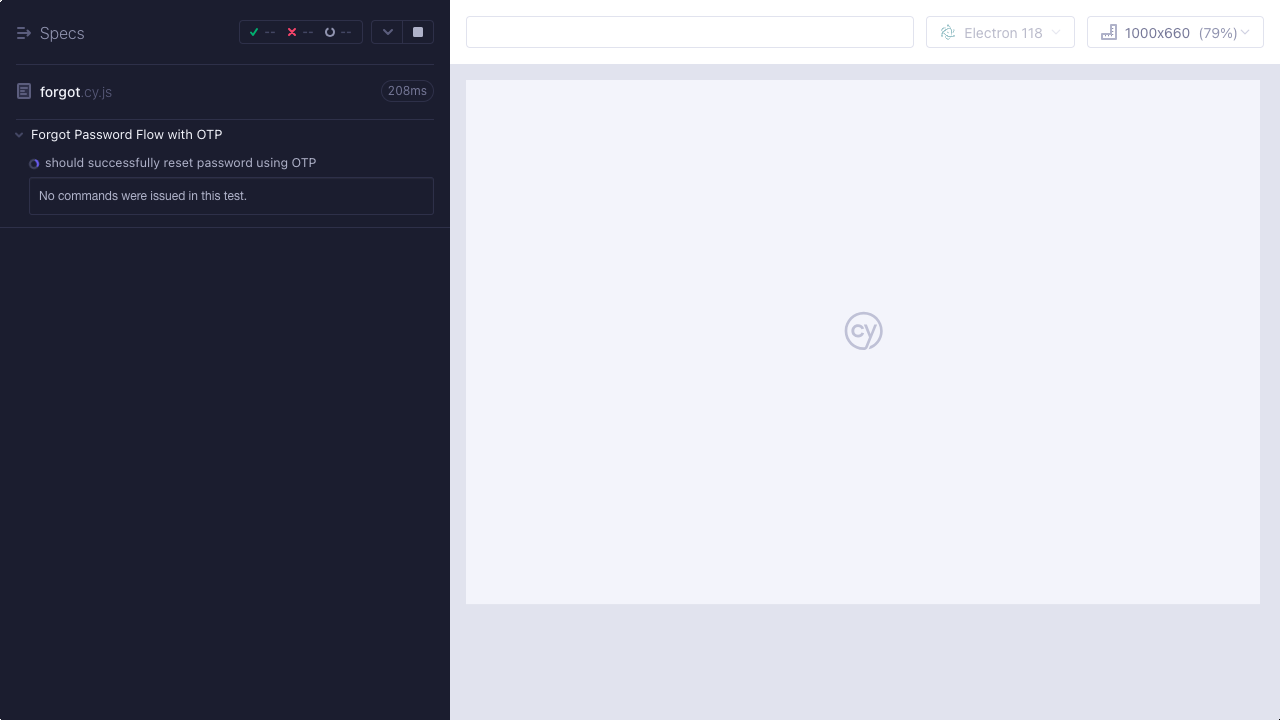 Specs
--
--
--
Electron 118
1000x660 (79%)
forgot.cy.js
208ms
Forgot Password Flow with OTP
should successfully reset password using OTP
No commands were issued in this test.
cy